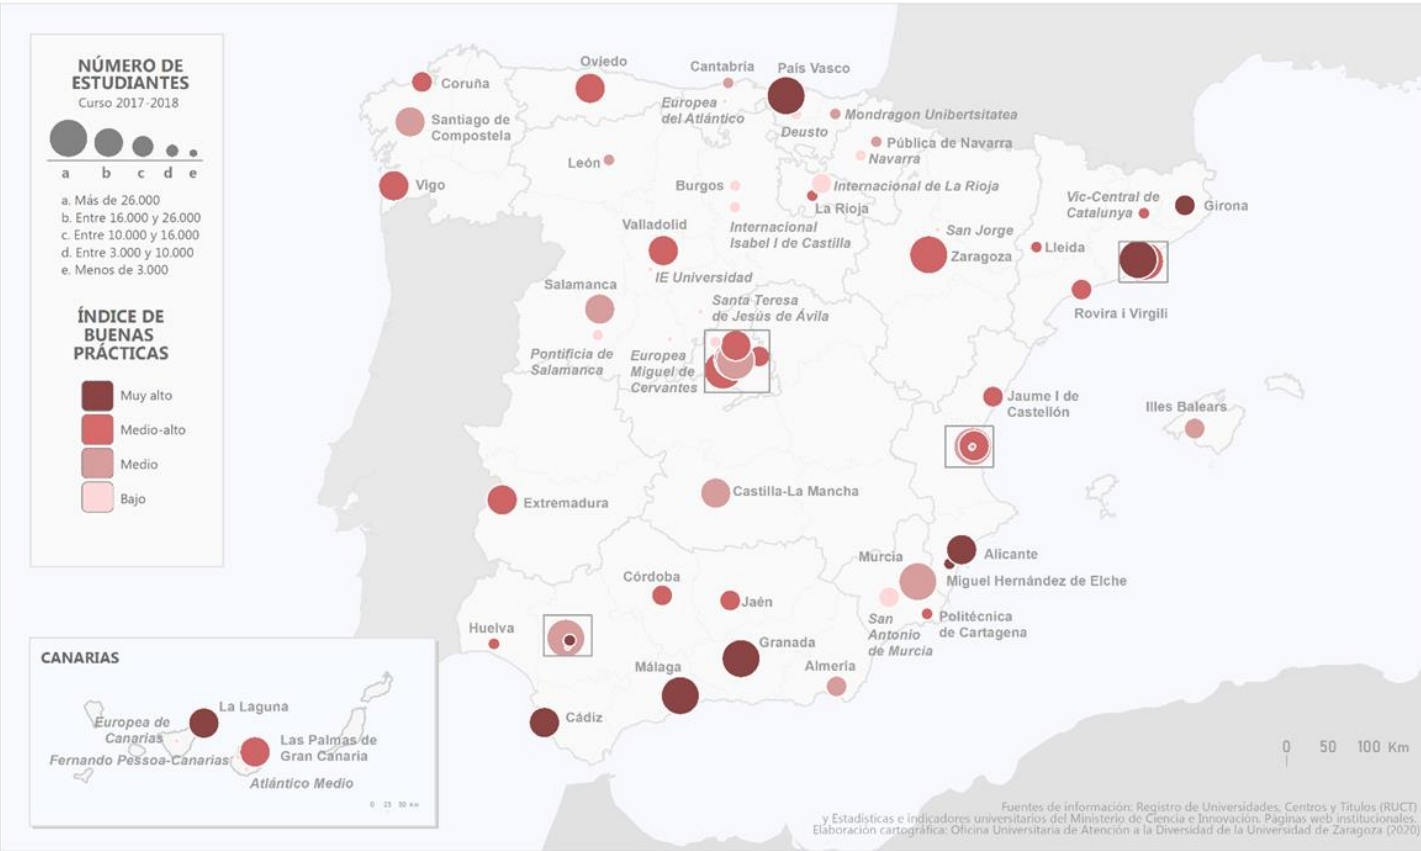 NÚMERO DE
ESTUDIANTES
Curso 2017-2018
a b c d e
a. Más de 26.000
b. Entre 16.000 y 26.000
c. Entre 10.000 y 16.000
d. Entre 3.000 y 10.000
e. Menos de 3.000
ÍNDICE DE
BUENAS
PRÁCTICAS
Muy alto
Medio-alto
Medio
Bajo
Coruña
Santiago de
Compostela
Vigo
Oviedo
Cantabria
Europea
del Atlántico
País Vasco
Deusto
Mondragon Unibertsitatea
Pública de Navarra
Navarra
León
Burgos
Internacional de La Rioja
La Rioja
Internacional
Isabel I de Castilla
Valladolid
IE Universidad
San Jorge
Zaragoza
Vic-Central de
Catalunya
Girona
Lleida
Rovira i Virgili
Salamanca
Pontificia de
Salamanca
Santa Teresa
de Jesús de Ávila
Europea
Miguel de
Cervantes
Jaume I de
Castellón
Illes Balears
Extremadura
Castilla-La Mancha
Alicante
Miguel Hernández de Elche
Murcia
San
Antonio
de Murcia
Politécnica
de Cartagena
Córdoba
Jaén
Huelva
Granada
Málaga
Almería
Cádiz
CANARIAS
La Laguna
Europea de
Canarias
Fernando Pessoa-Canarias
Las Palmas de
Gran Canaria
Atlántico Medio
0 25 50 Km
0 50 100 Km
Fuentes de información: Registro de Universidades, Centros y Títulos (RUCT)
y Estadísticas e indicadores universitarios del Ministerio de Ciencia e Innovación. Páginas web institucionales.
Elaboración cartográfica: Oficina Universitaria de Atención a la Diversidad de la Universidad de Zaragoza (2020)